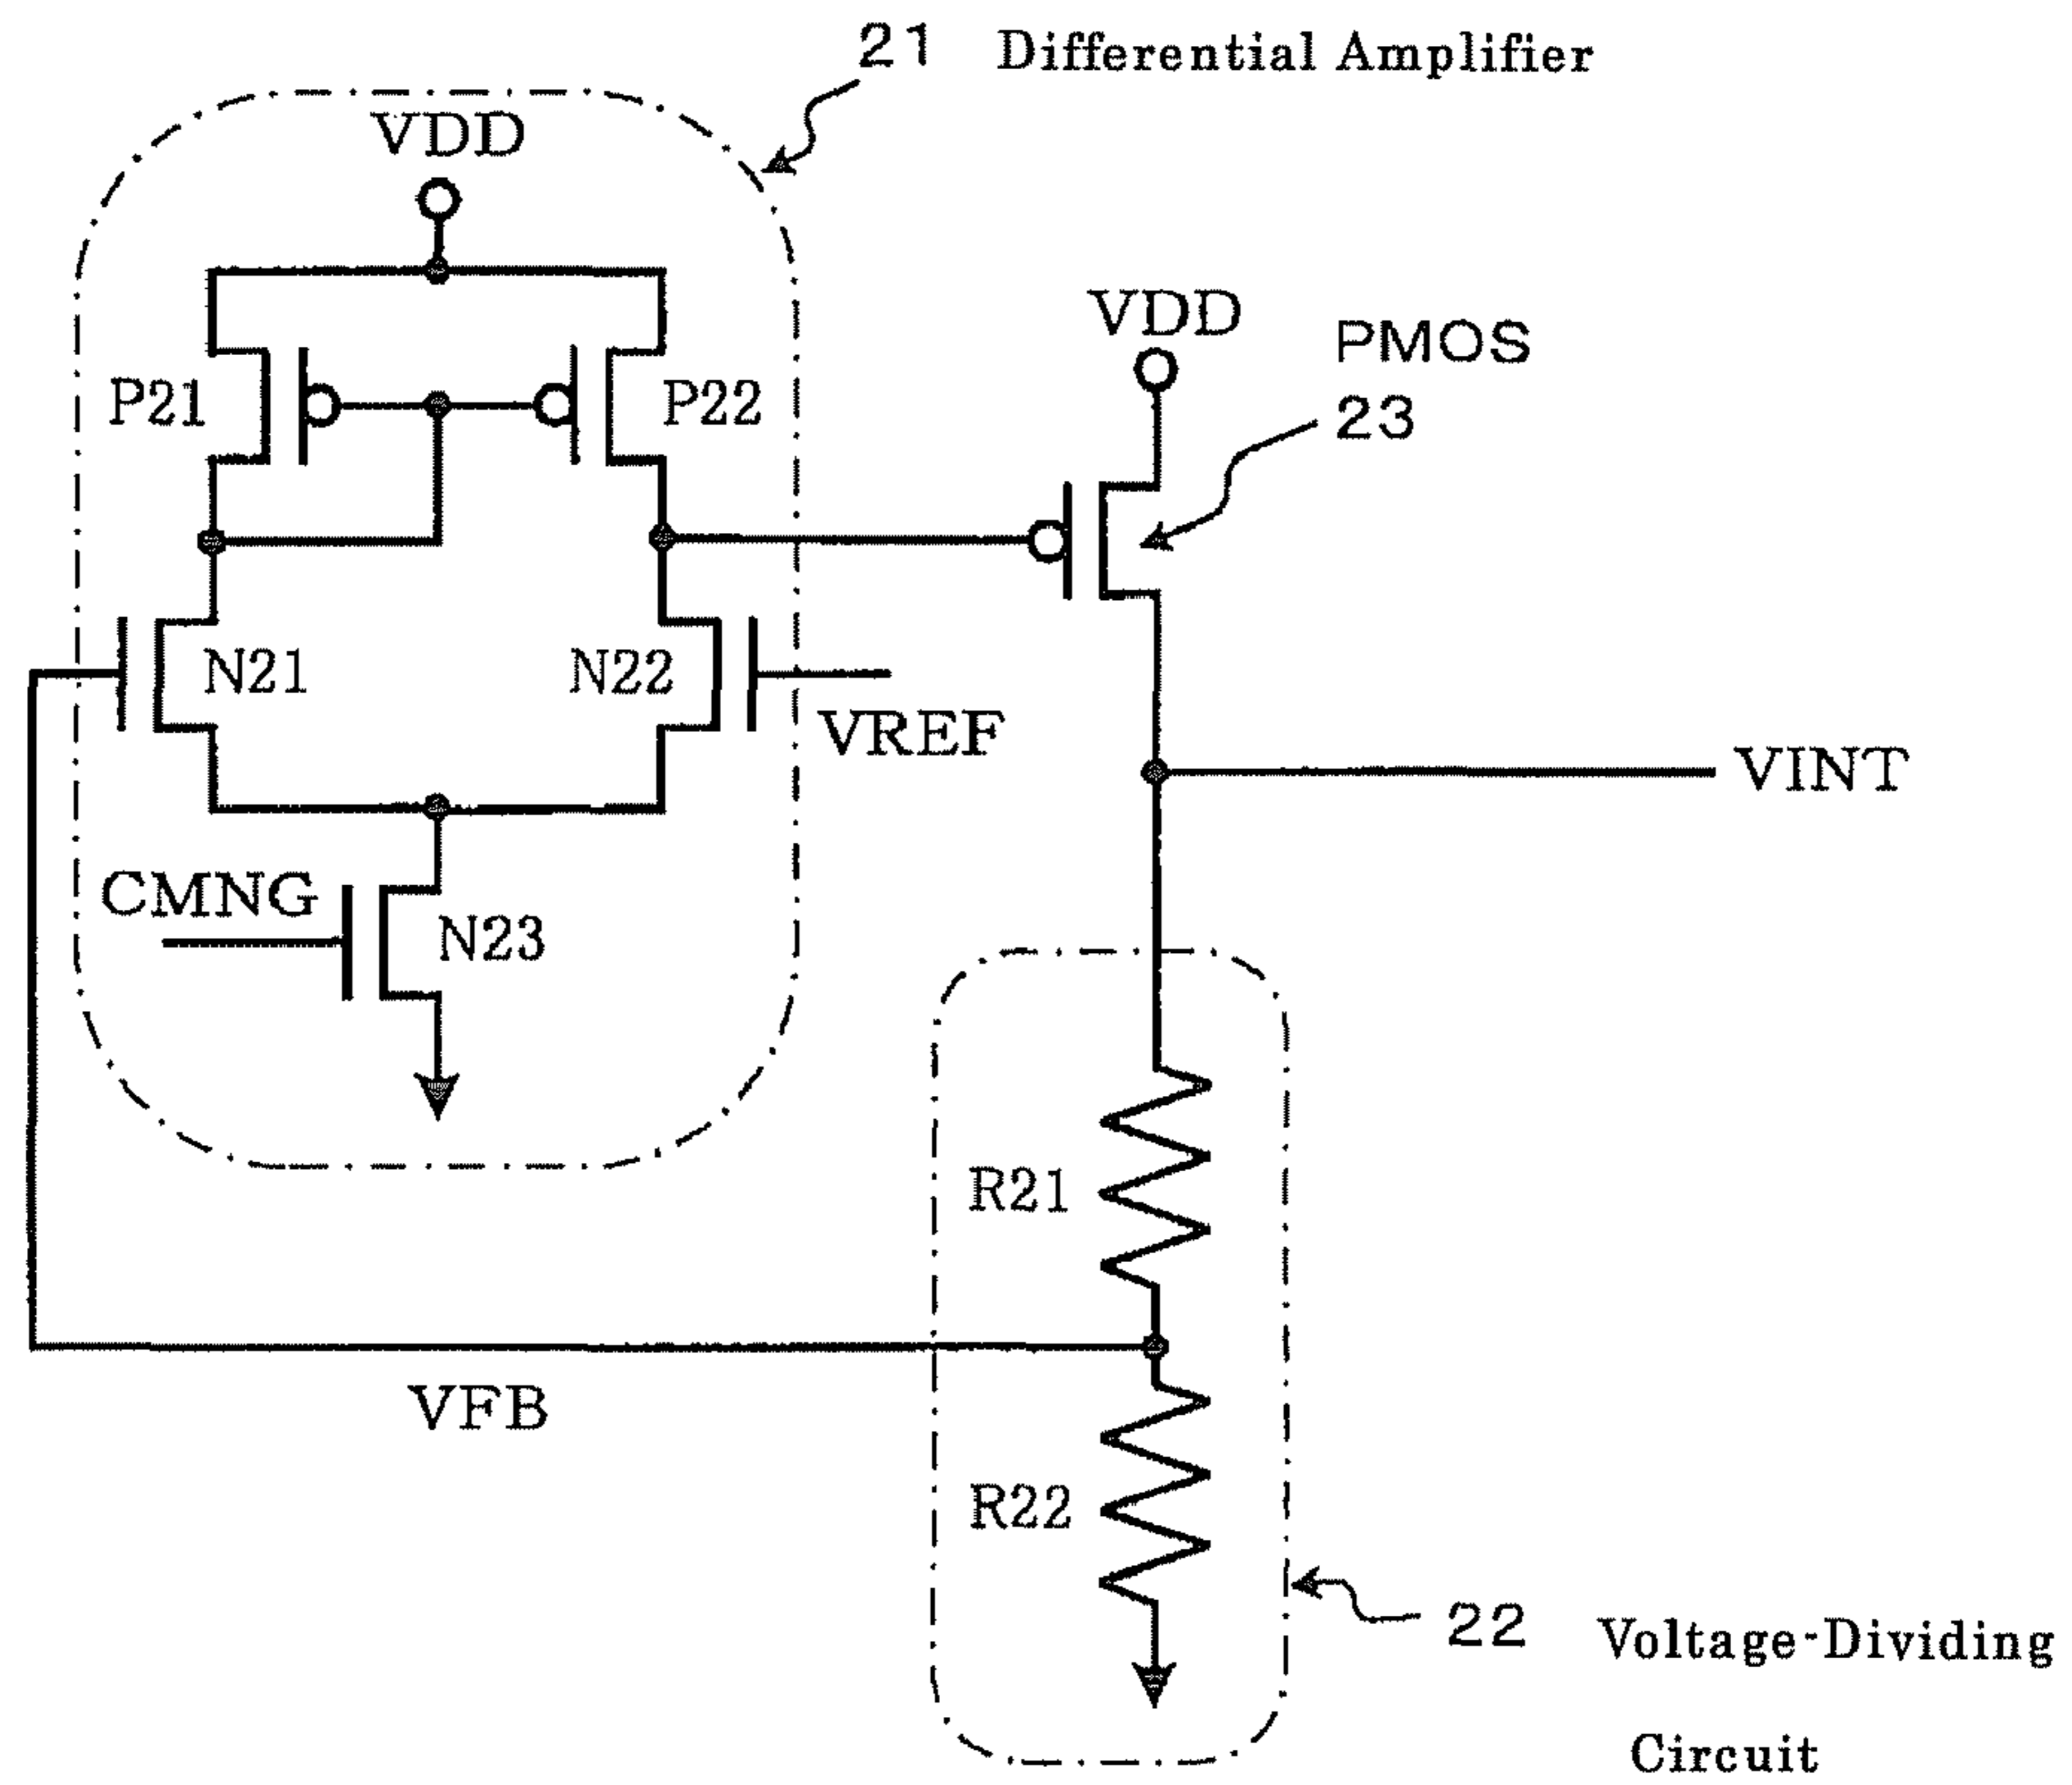 21 Differential Amplifier
VDD
VDD
PMOS
23
P21
P22
N21
N22
VREF
VINT
CMNG
N23
R21
VFB
R22
22 Voltage-Dividing
Circuit